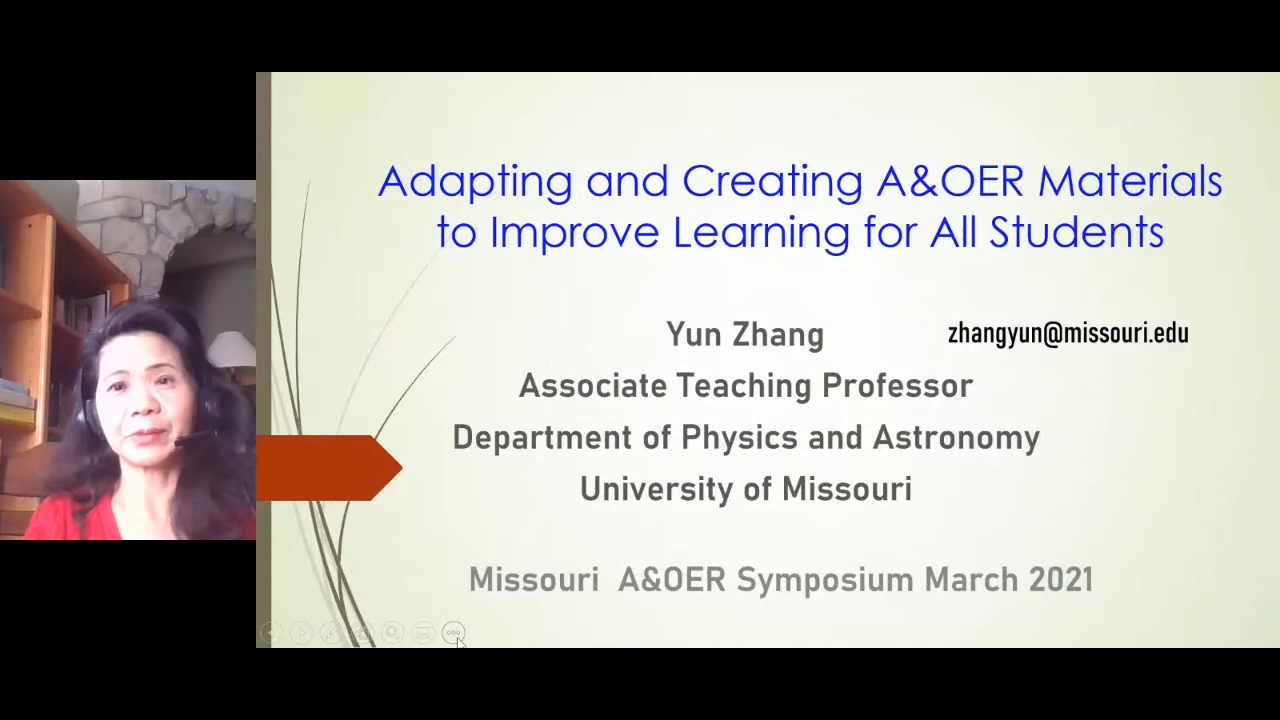 Adapting and Creating A&OER Materials
to Improve Learning for All Students
Yun Zhang
zhangyun@missouri.edu
Associate Teaching Professor
Department of Physics and Astronomy
University of Missouri
Missouri A&OER Symposium March 2021